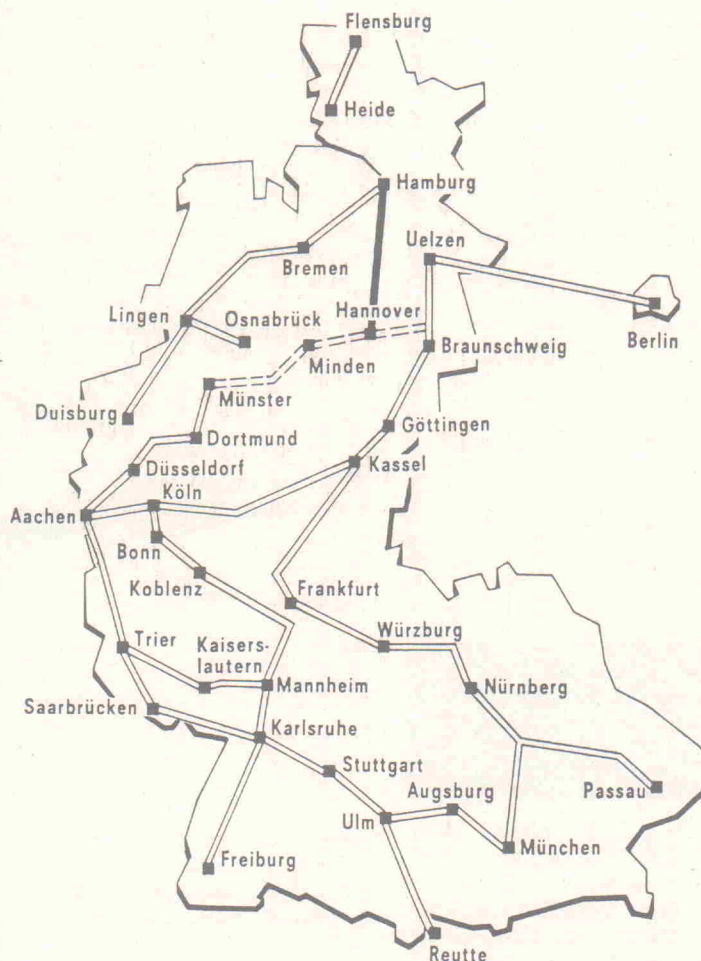 Flensburg
Heide
Hamburg
Uelzen
Bremen
Lingen
Osnabrück
Hannover
Berlin
Minden
Braunschweig
Münster
Duisburg
Göttingen
Dortmund
Düsseldorf
Kassel
Köln
Aachen
Bonn
Koblenz
Frankfurt
Würzburg
Trier
Kaisers-
lautern
Mannheim
Nürnberg
Saarbrücken
Karlsruhe
Stuttgart
Augsburg
Passau
Ulm
München
Freiburg
Reutte